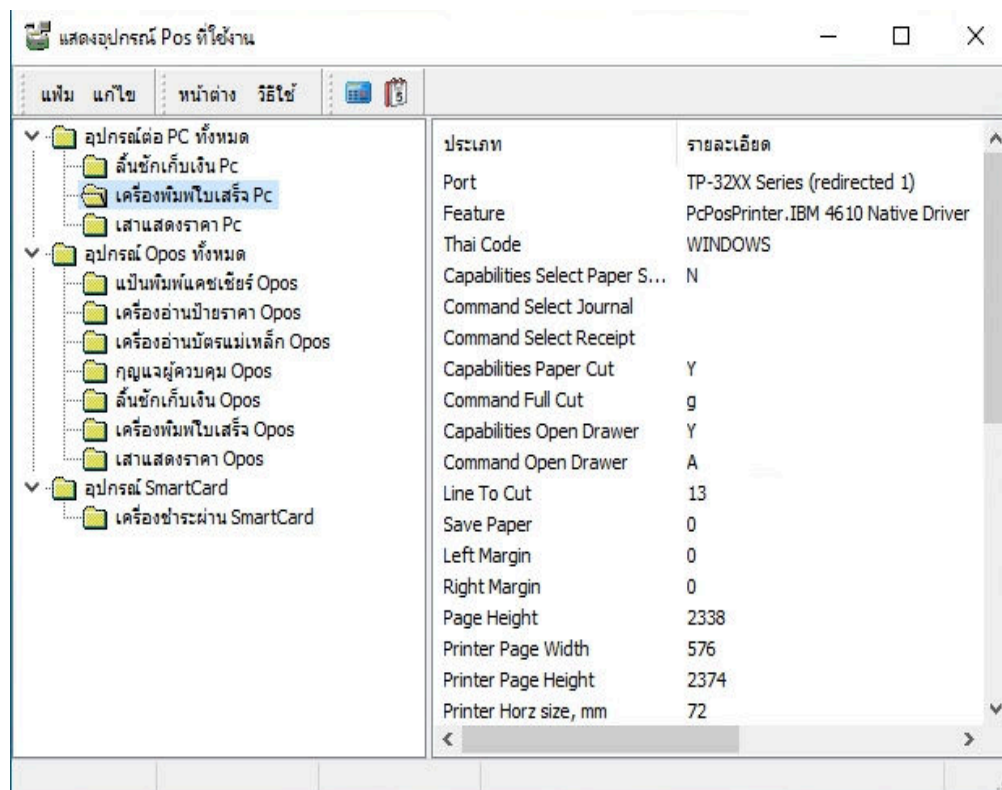 แสดงอุปกรณ์ Pos ที่ใช้งาน
แฟ้ม แก้ไข หน้าต่าง วิธีใช้ 5
อุปกรณ์ต่อ PC ทั้งหมด
ลิ้นชักเก็บเงิน Pc
เครื่องพิมพ์ใบเสร็จ Pc
เสาแสดงราคา Pc
อุปกรณ์ Opos ทั้งหมด
แป้นพิมพ์แคชเชียร์ Opos
เครื่องอ่านป้ายราคา Opos
เครื่องอ่านบัตรแม่เหล็ก Opos
กุญแจผู้ควบคุม Opos
ลิ้นชักเก็บเงิน Opos
เครื่องพิมพ์ใบเสร็จ Opos
เสาแสดงราคา Opos
อุปกรณ์ SmartCard
เครื่องชำระผ่าน SmartCard
ประเภท รายละเอียด
Port TP-32XX Series (redirected 1)
Feature PcPosPrinter.IBM 4610 Native Driver
Thai Code WINDOWS
Capabilities Select Paper S... N
Command Select Journal
Command Select Receipt
Capabilities Paper Cut Y
Command Full Cut g
Capabilities Open Drawer Y
Command Open Drawer A
Line To Cut 13
Save Paper 0
Left Margin 0
Right Margin 0
Page Height 2338
Printer Page Width 576
Printer Page Height 2374
Printer Horz size, mm 72